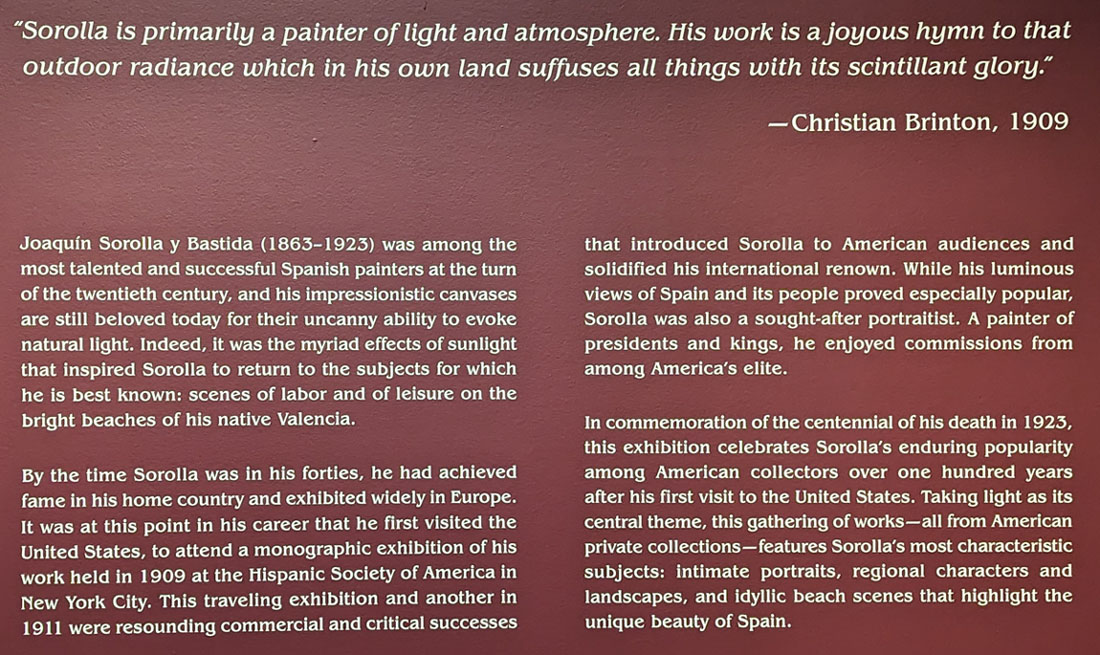 "Sorolla is primarily a painter of light and atmosphere. His work is a joyous hymn to that
outdoor radiance which in his own land suffuses all things with its scintillant glory."
—Christian Brinton, 1909
Joaquín Sorolla y Bastida (1863–1923) was among the
most talented and successful Spanish painters at the turn
of the twentieth century, and his impressionistic canvases
are still beloved today for their uncanny ability to evoke
natural light. Indeed, it was the myriad effects of sunlight
that inspired Sorolla to return to the subjects for which
he is best known: scenes of labor and of leisure on the
bright beaches of his native Valencia.
By the time Sorolla was in his forties, he had achieved
fame in his home country and exhibited widely in Europe.
It was at this point in his career that he first visited the
United States, to attend a monographic exhibition of his
work held in 1909 at the Hispanic Society of America in
New York City. This traveling exhibition and another in
1911 were resounding commercial and critical successes
that introduced Sorolla to American audiences and
solidified his international renown. While his luminous
views of Spain and its people proved especially popular,
Sorolla was also a sought-after portraitist. A painter of
presidents and kings, he enjoyed commissions from
among America's elite.
In commemoration of the centennial of his death in 1923,
this exhibition celebrates Sorolla's enduring popularity
among American collectors over one hundred years
after his first visit to the United States. Taking light as its
central theme, this gathering of works—all from American
private collections—features Sorolla's most characteristic
subjects: intimate portraits, regional characters and
landscapes, and idyllic beach scenes that highlight the
unique beauty of Spain.